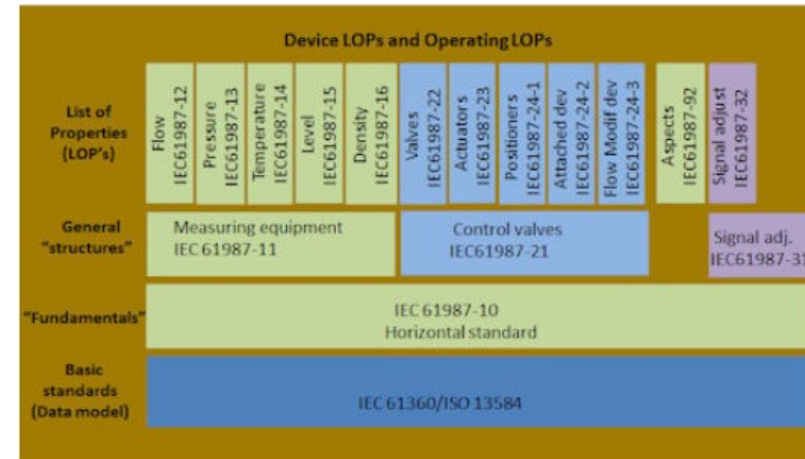 Device LOPs and Operating LOPs
List of
Properties
(LOP's)
Flow
IEC61987-12
Pressure
IEC61987-13
Temperature
IEC61987-14
Level
IEC61987-15
Density
IEC61987-16
Valves
IEC61987-22
Actuators
IEC61987-23
Positioners
IEC61987-24-1
Attached dev
IEC61987-24-2
Flow Modif dev
IEC61987-24-3
Aspects
IEC61987-92
Signal adjust
IEC61987-32
General
"structures"
Measuring equipment
IEC 61987-11
Control valves
IEC61987-21
Signal adj.
IEC61987-31
"Fundamentals"
IEC 61987-10
Horizontal standard
Basic
standards
(Data model)
IEC 61360/ISO 13584